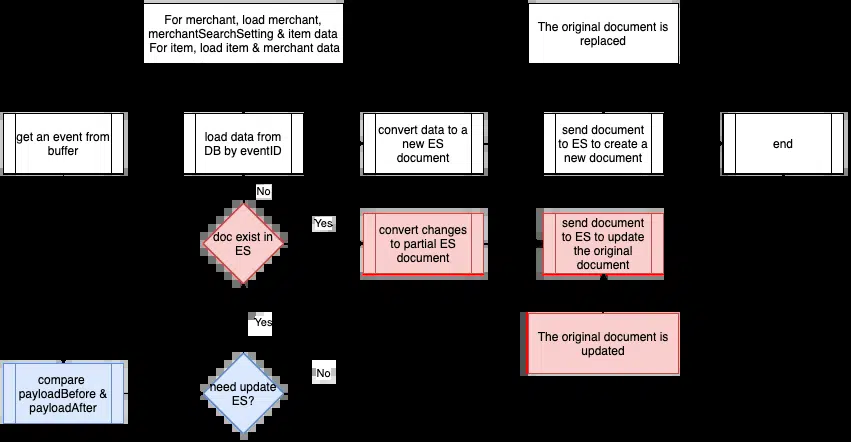 For merchant, load merchant,
merchantSearchSetting & item data
For item, load item & merchant data
The original document is
replaced
get an event from
buffer
load data from
DB by eventID
convert data to a
new ES
document
send document
to ES to create a
new document
end
No
doc exist in
ES
Yes
convert changes
to partial ES
document
send document
to ES to update
the original
document
Yes
The original document is
updated
compare
payloadBefore &
payloadAfter
need update
ES?
No